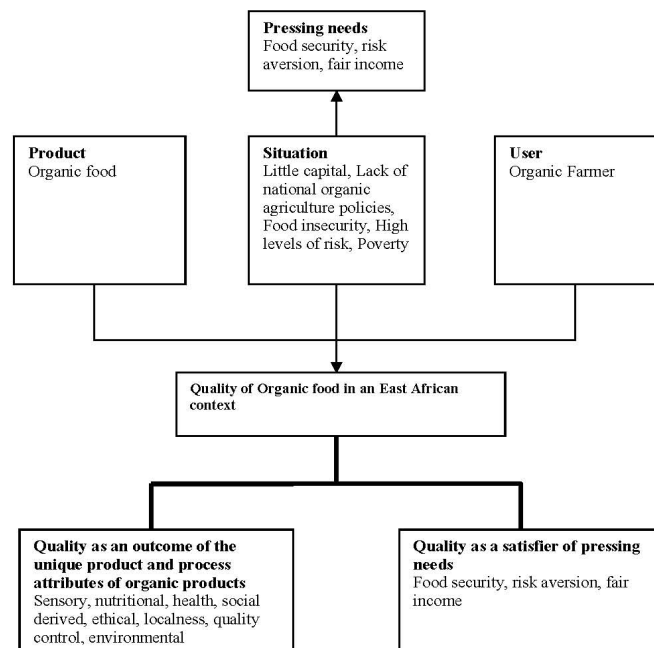 Pressing needs
Food security, risk
aversion, fair income
Product
Organic food
Situation
Little capital, Lack of
national organic
agriculture policies,
Food insecurity, High
levels of risk, Poverty
User
Organic Farmer
Quality of Organic food in an East African
context
Quality as an outcome of the
unique product and process
attributes of organic products
Sensory, nutritional, health, social
derived, ethical, localness, quality
control, environmental
Quality as a satisfier of pressing
needs
Food security, risk aversion, fair
income